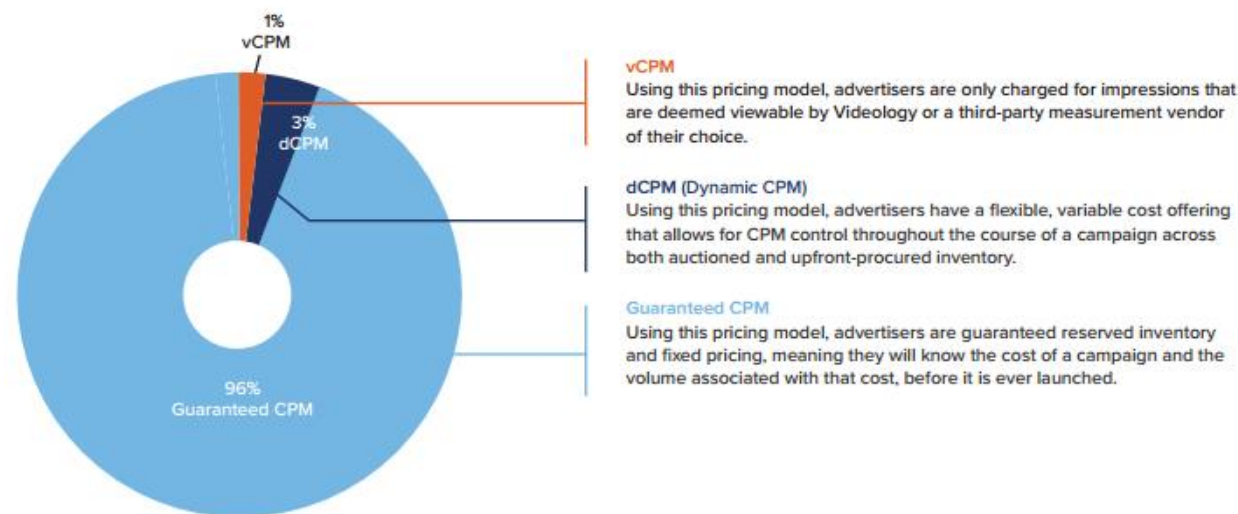 1%
vCPM
3%
dCPM
96%
Guaranteed CPM
vCPM
Using this pricing model, advertisers are only charged for impressions that
are deemed viewable by Videology or a third-party measurement vendor
of their choice.
dCPM (Dynamic CPM)
Using this pricing model, advertisers have a flexible, variable cost offering
that allows for CPM control throughout the course of a campaign across
both auctioned and upfront-procured inventory.
Guaranteed CPM
Using this pricing model, advertisers are guaranteed reserved inventory
and fixed pricing, meaning they will know the cost of a campaign and the
volume associated with that cost, before it is ever launched.